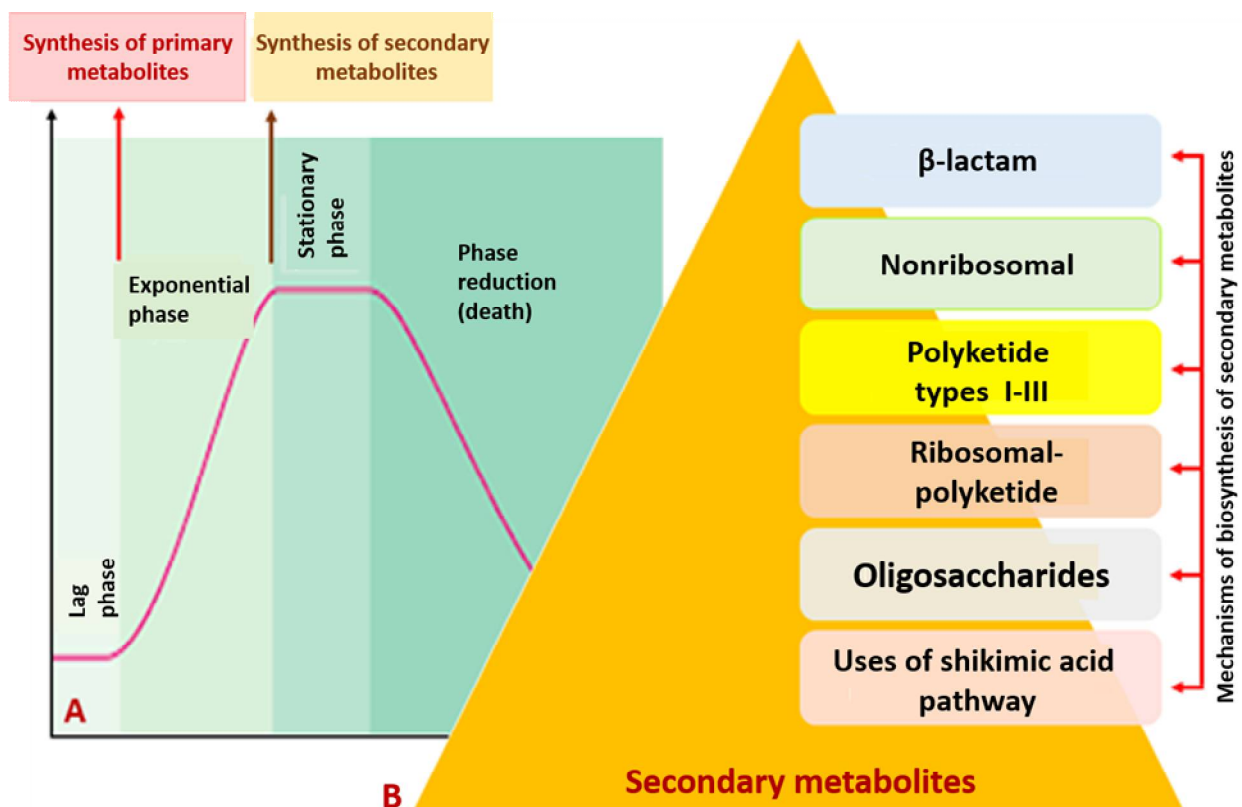 Synthesis of primary
metabolites
Synthesis of secondary
metabolites
Lag
phase
Exponential
phase
Stationary
phase
Phase
reduction
(death)
A
β-lactam
Nonribosomal
Polyketide
types I-III
Ribosomal-
polyketide
Oligosaccharides
Uses of shikimic acid
pathway
Mechanisms of biosynthesis of secondary metabolites
B
Secondary metabolites